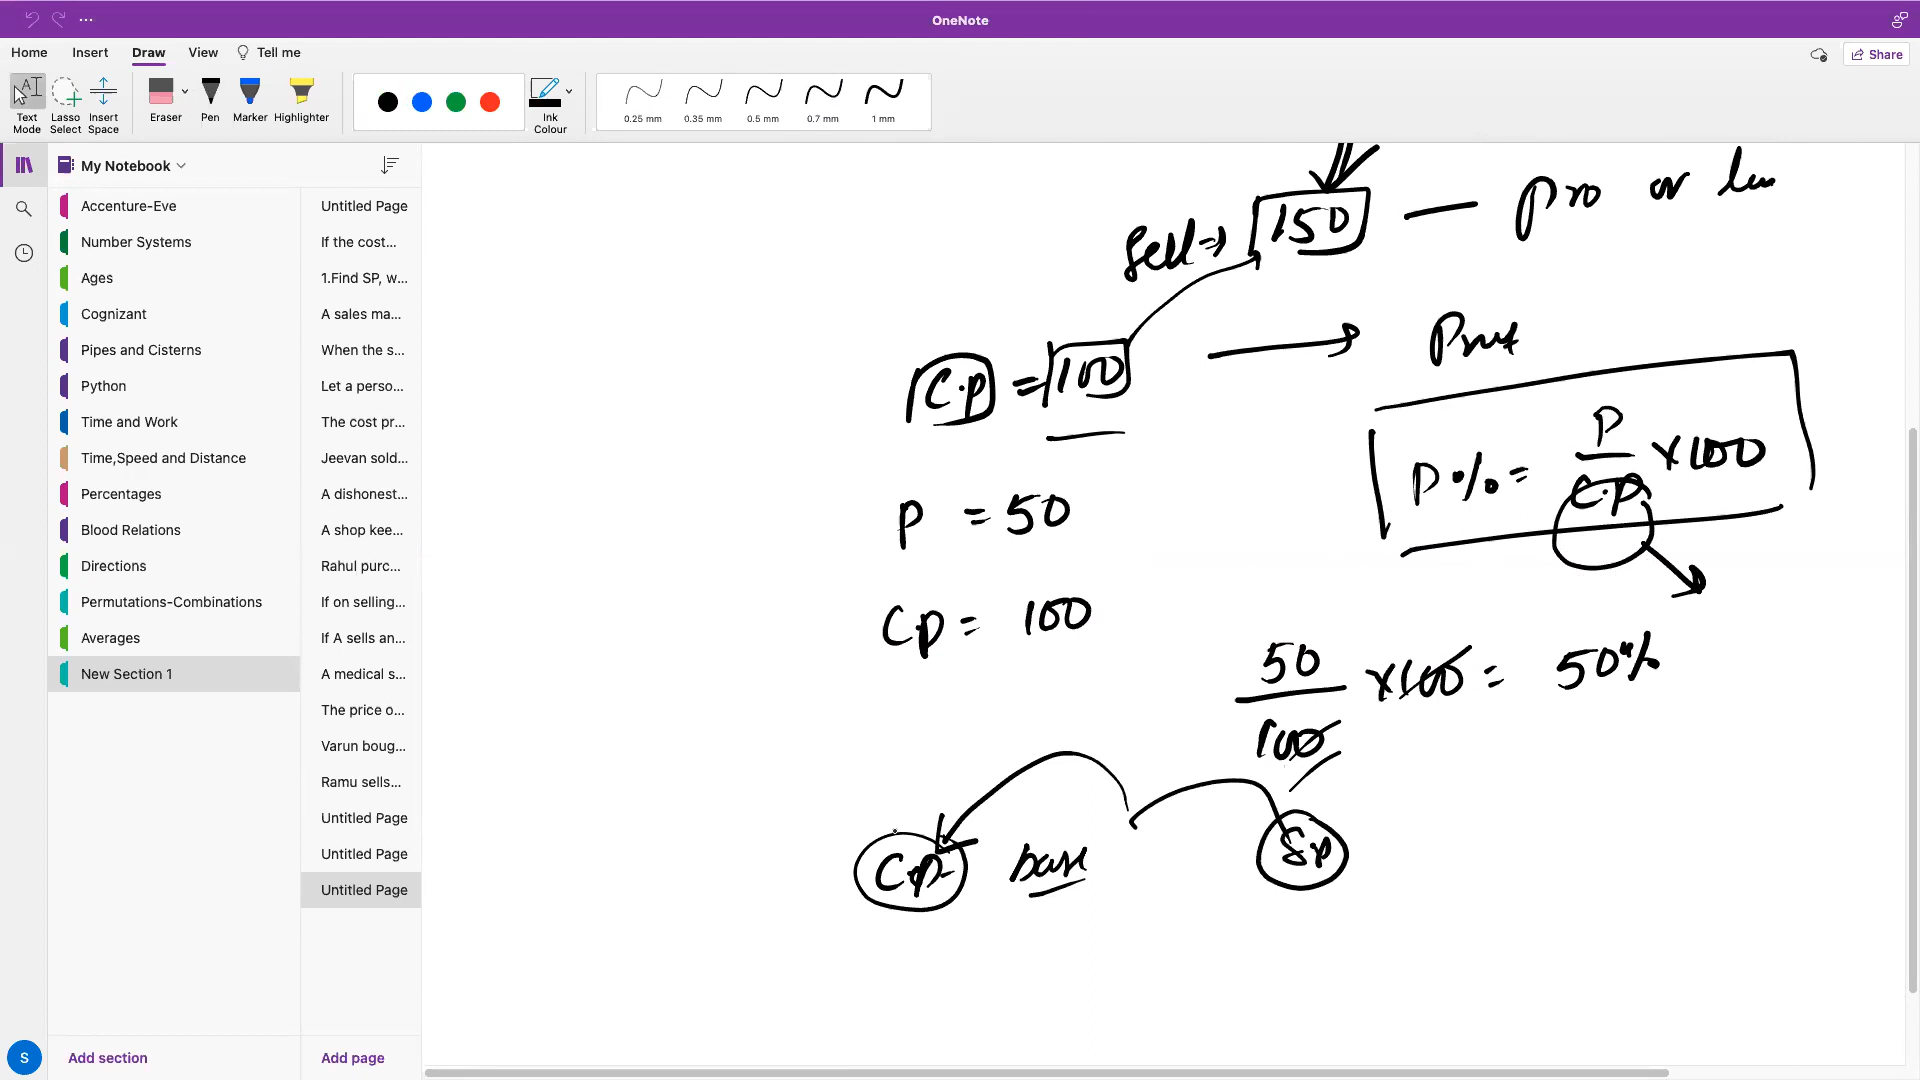 OneNote
Home Insert Draw View Tell me
Share
Text Mode
Lasso Select
Insert Space
Eraser
Pen
Marker
Highlighter
Ink Colour
0.25 mm
0.35 mm
0.5 mm
0.7 mm
1 mm
My Notebook
Accenture-Eve
Number Systems
Ages
Cognizant
Pipes and Cisterns
Python
Time and Work
Time,Speed and Distance
Percentages
Blood Relations
Directions
Permutations-Combinations
Averages
New Section 1
Add section
S
Untitled Page
If the cost...
1.Find SP, w...
A sales ma...
When the s...
Let a perso...
The cost pr...
Jeevan sold...
A dishonest...
A shop kee...
Rahul purc...
If on selling...
If A sells an...
A medical s...
The price o...
Varun boug...
Ramu sells...
Untitled Page
Untitled Page
Untitled Page
Add page
Sell → 150 — pro or
C.p = 100 →
P% = P/C.P × 100
P = 50
C.p = 100
50/100 × 100 = 50%
C.p base S.p